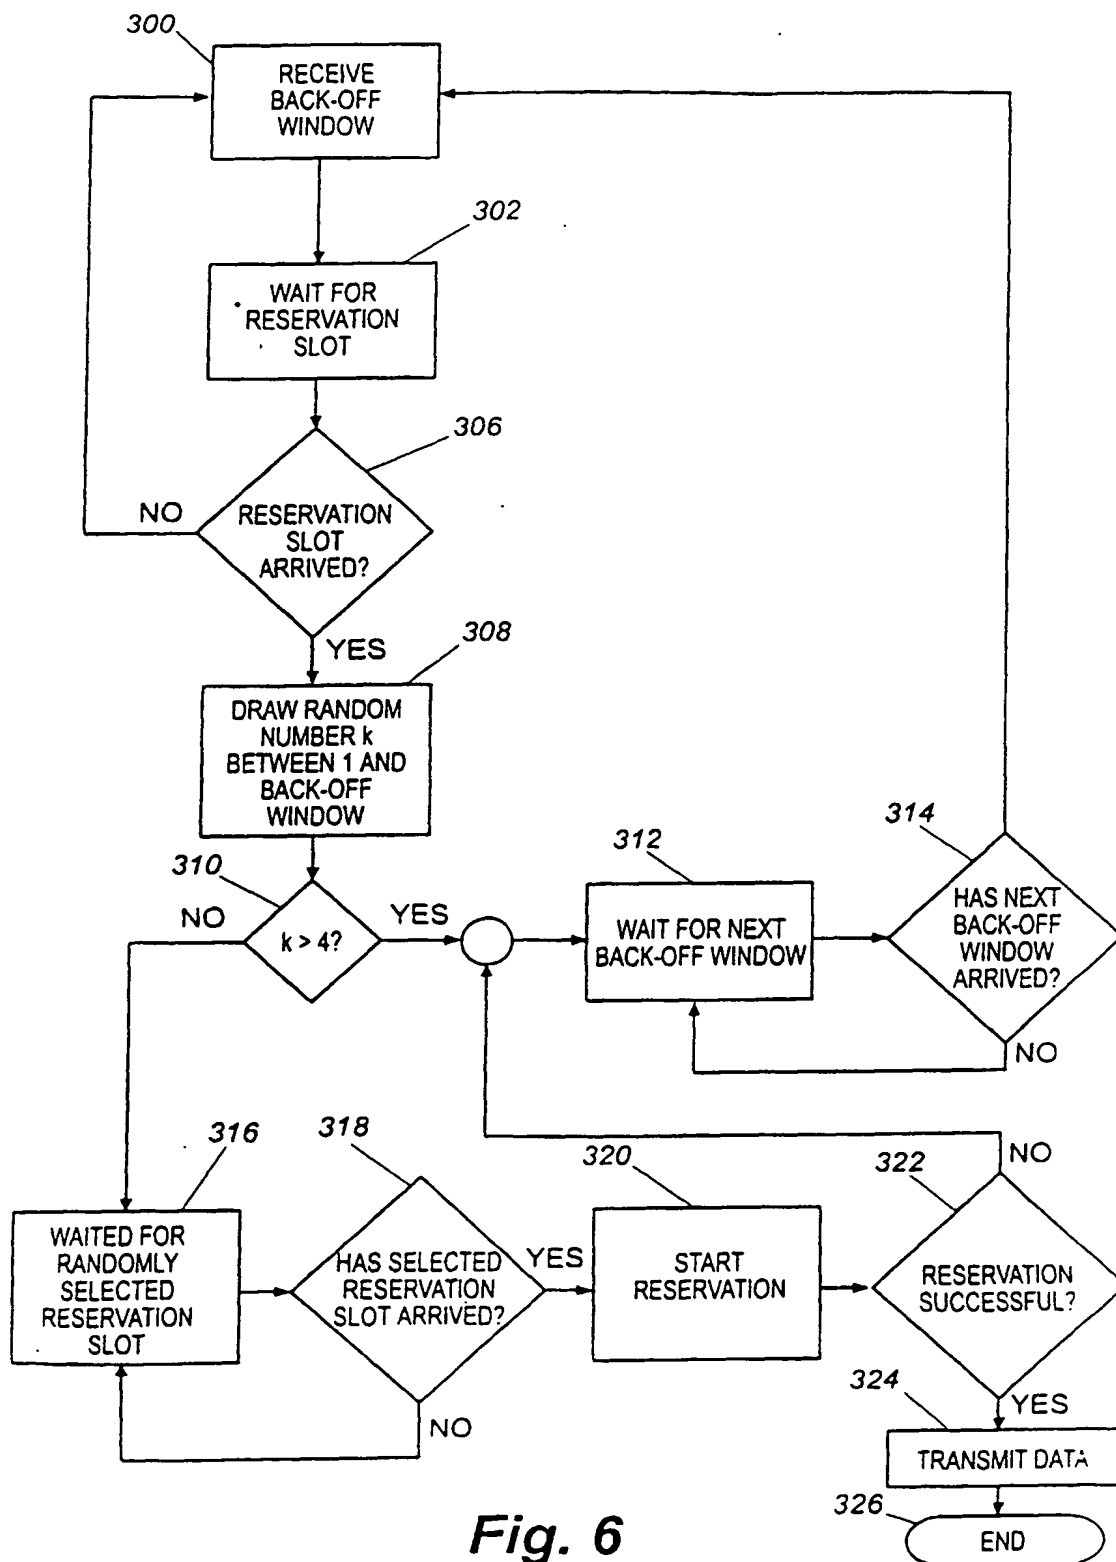 300
RECEIVE
BACK-OFF
WINDOW
302
WAIT FOR
RESERVATION
SLOT
306
NO
RESERVATION
SLOT
ARRIVED?
YES
308
DRAW RANDOM
NUMBER k
BETWEEN 1 AND
BACK-OFF
WINDOW
310
NO
k > 4?
YES
312
WAIT FOR NEXT
BACK-OFF WINDOW
314
HAS NEXT
BACK-OFF
WINDOW
ARRIVED?
NO
316
WAITED FOR
RANDOMLY
SELECTED
RESERVATION
SLOT
318
HAS SELECTED
RESERVATION
SLOT ARRIVED?
NO
YES
320
START
RESERVATION
322
NO
RESERVATION
SUCCESSFUL?
YES
324
TRANSMIT DATA
326
END
Fig. 6